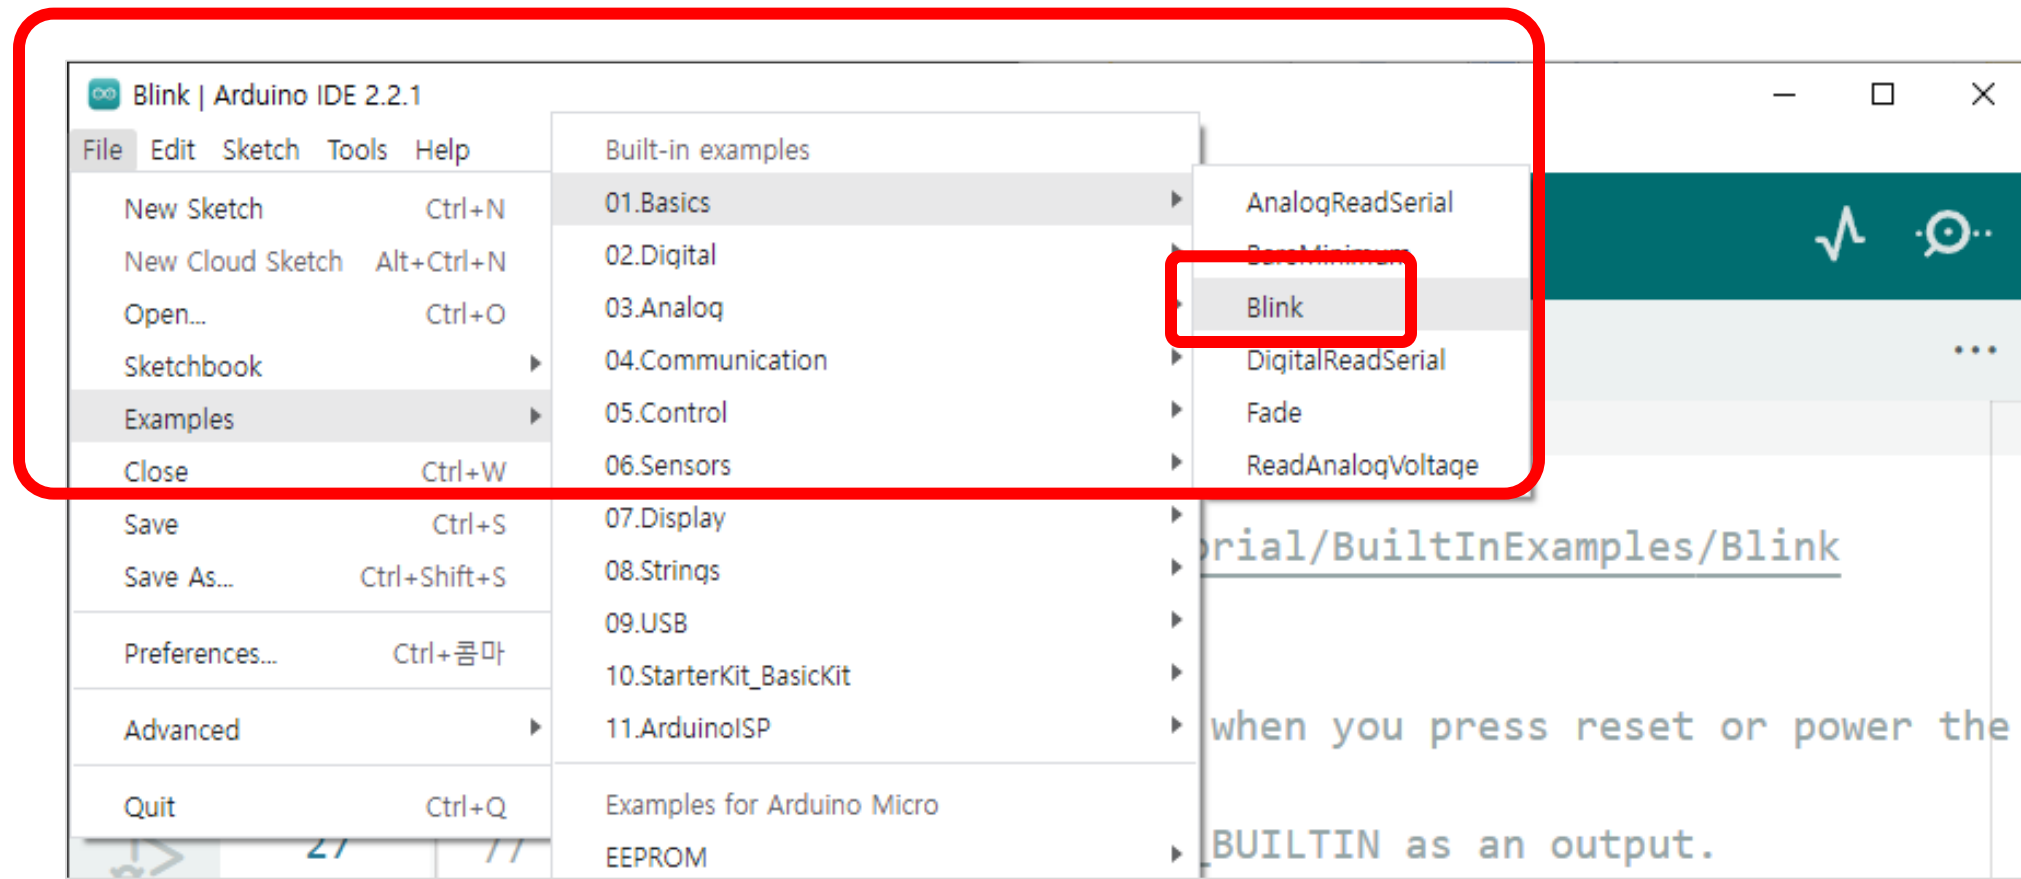 Blink | Arduino IDE 2.2.1
File Edit Sketch Tools Help
New Sketch Ctrl+N
New Cloud Sketch Alt+Ctrl+N
Open... Ctrl+O
Sketchbook
Examples
Close Ctrl+W
Save Ctrl+S
Save As... Ctrl+Shift+S
Preferences... Ctrl+콤마
Advanced
Quit Ctrl+Q
Built-in examples
01.Basics
02.Digital
03.Analog
04.Communication
05.Control
06.Sensors
07.Display
08.Strings
09.USB
10.StarterKit_BasicKit
11.ArduinoISP
Examples for Arduino Micro
EEPROM
AnalogReadSerial
BareMinimum
Blink
DigitalReadSerial
Fade
ReadAnalogVoltage
orial/BuiltInExamples/Blink
when you press reset or power the
_BUILTIN as an output.
27 //